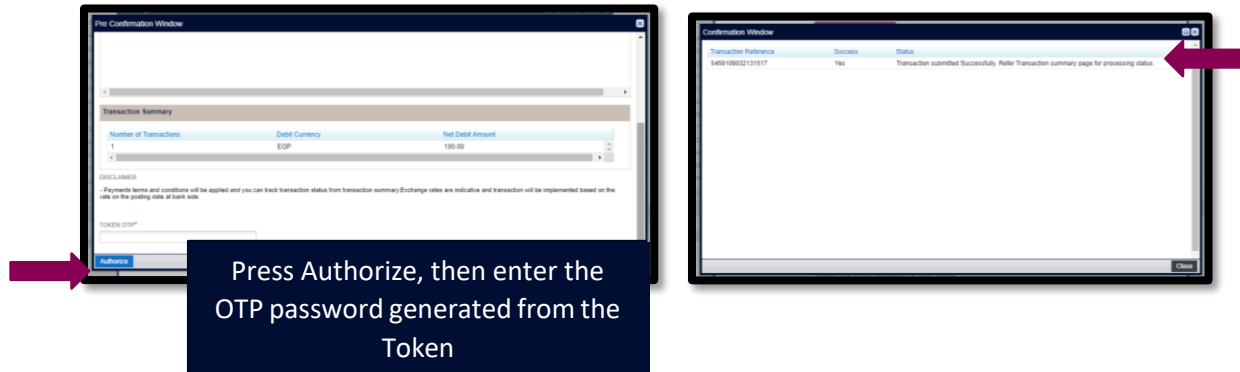 Pre Confirmation Window
Transaction Summary
Number of Transactions Debit Currency Net Debit Amount
1 EGP 100.00
DISCLAIMER
- Payments terms and conditions will be applied and you can track transaction status from transaction summary.Exchange rates are indicative and transaction will be implemented based on the
rate on the posting date at bank side.
TOKEN OTP*
Authorize
Press Authorize, then enter the
OTP password generated from the
Token
Confirmation Window
Transaction Reference Success Status
5459109032131517 Yes Transaction submitted Successfully. Refer Transaction summary page for processing status.
Close